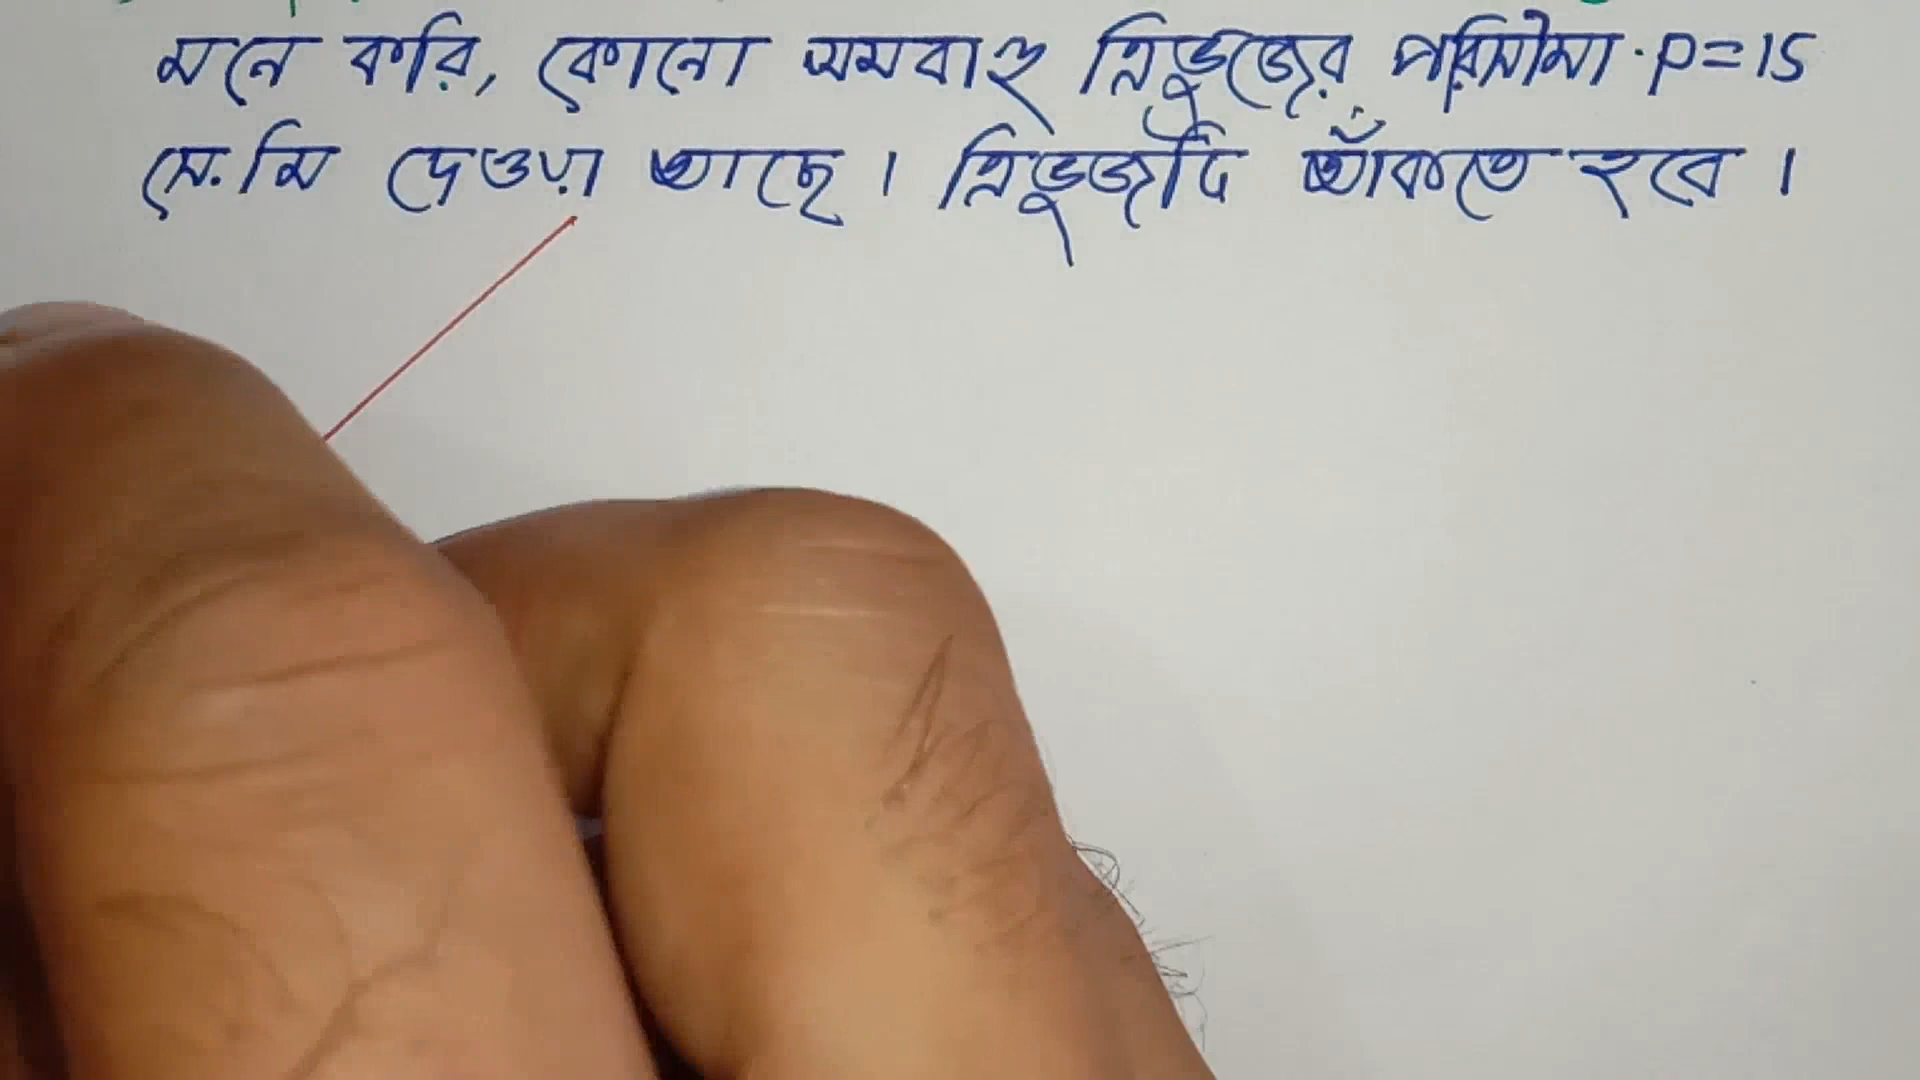 মনে করি, কোনো সমবাহু ত্রিভুজের পরিসীমা p=15
সে.মি দেওয়া আছে। ত্রিভুজটি আঁকতে হবে।